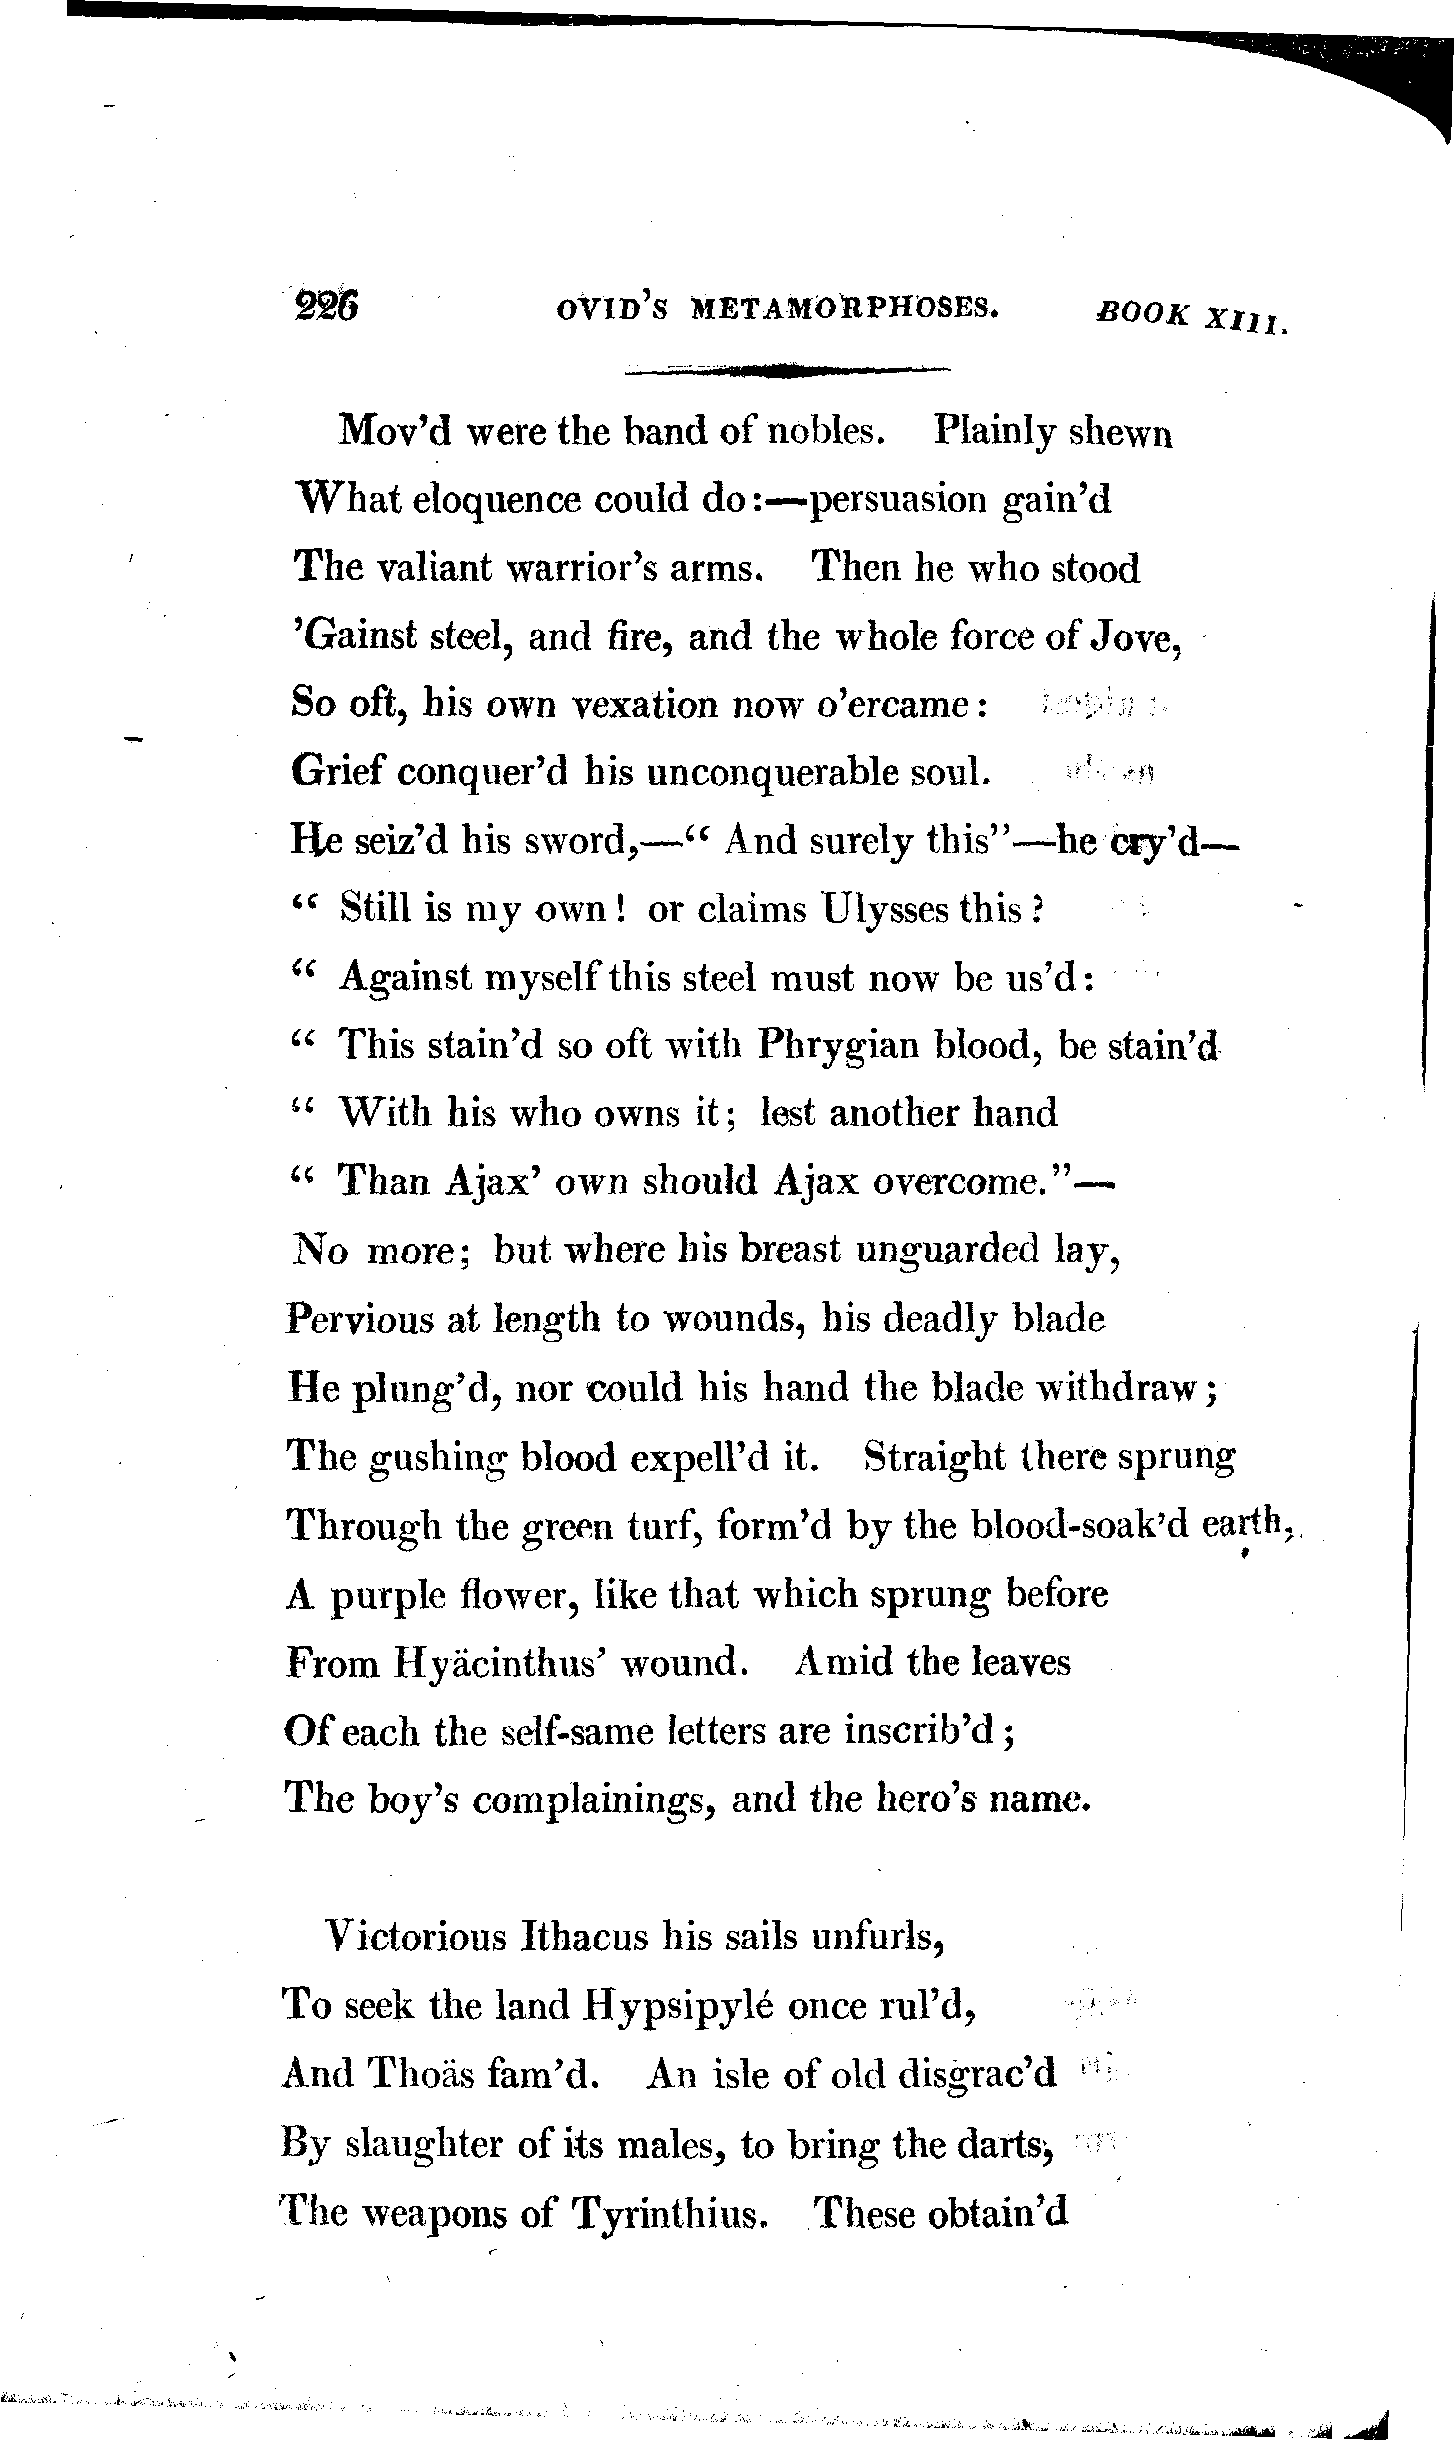 226 OVID'S METAMORPHOSES. BOOK XIII.
Mov'd were the band of nobles. Plainly shewn
What eloquence could do:—persuasion gain'd
The valiant warrior's arms. Then he who stood
'Gainst steel, and fire, and the whole force of Jove,
So oft, his own vexation now o'ercame:
Grief conquer'd his unconquerable soul.
He seiz'd his sword,—“ And surely this”—he cry'd—
“ Still is my own! or claims Ulysses this?
“ Against myself this steel must now be us'd:
“ This stain'd so oft with Phrygian blood, be stain'd
“ With his who owns it; lest another hand
“ Than Ajax' own should Ajax overcome.”—
No more; but where his breast unguarded lay,
Pervious at length to wounds, his deadly blade
He plung'd, nor could his hand the blade withdraw;
The gushing blood expell'd it. Straight there sprung
Through the green turf, form'd by the blood-soak'd earth,
A purple flower, like that which sprung before
From Hyäcinthus' wound. Amid the leaves
Of each the self-same letters are inscrib'd;
The boy's complainings, and the hero's name.
Victorious Ithacus his sails unfurls,
To seek the land Hypsipylé once rul'd,
And Thoäs fam'd. An isle of old disgrac'd
By slaughter of its males, to bring the darts,
The weapons of Tyrinthius. These obtain'd